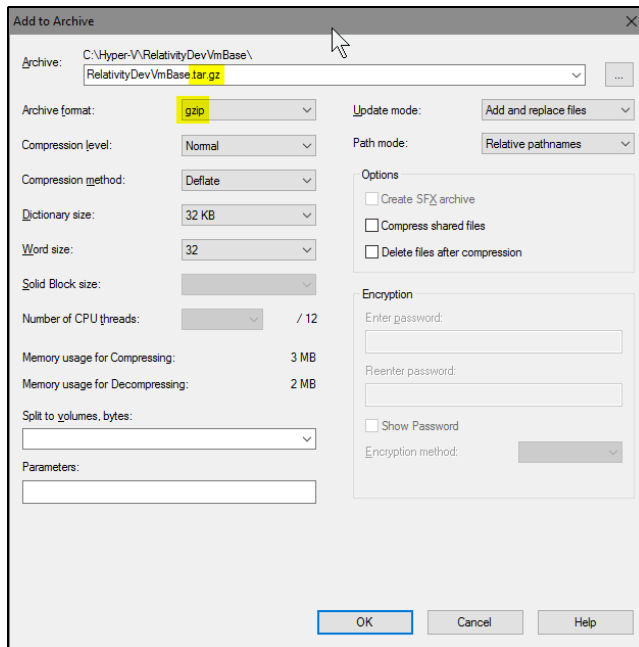 Add to Archive
Archive: C:\Hyper-V\RelativityDevVmBase\
RelativityDevVmBase.tar.gz ...
Archive format: gzip
Compression level: Normal
Compression method: Deflate
Dictionary size: 32 KB
Word size: 32
Solid Block size:
Number of CPU threads: / 12
Memory usage for Compressing: 3 MB
Memory usage for Decompressing: 2 MB
Split to volumes, bytes:
Parameters:
Update mode: Add and replace files
Path mode: Relative pathnames
Options
Create SFX archive
Compress shared files
Delete files after compression
Encryption
Enter password:
Reenter password:
Show Password
Encryption method:
OK Cancel Help